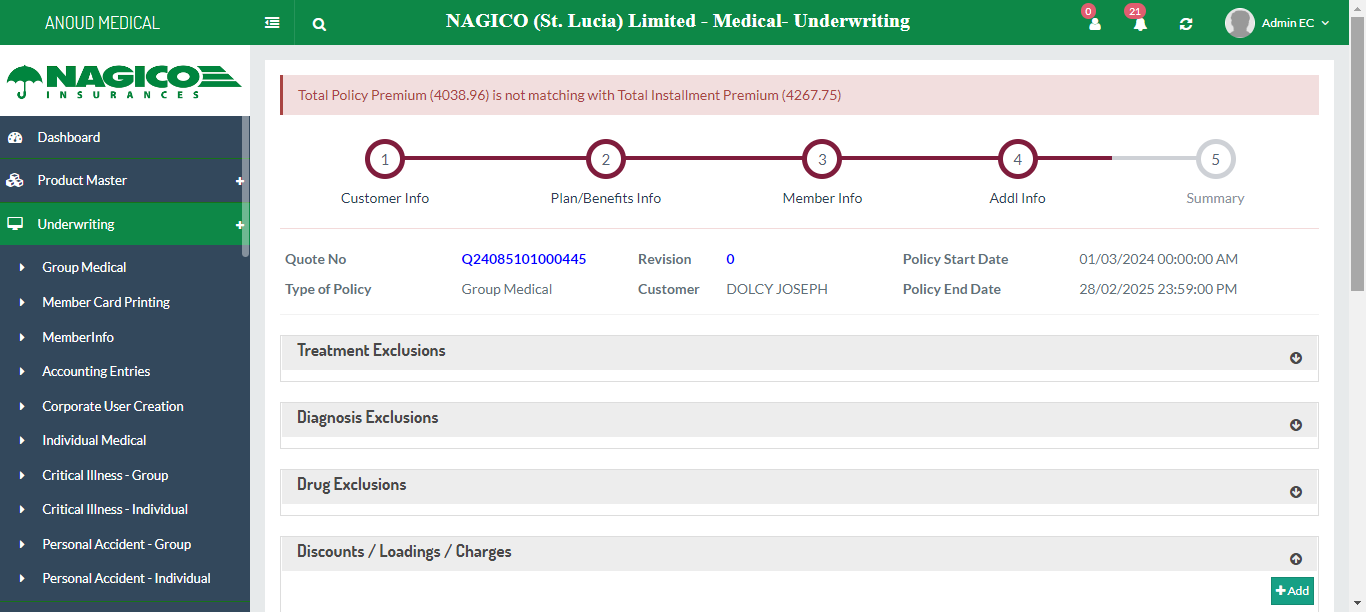 ANOUD MEDICAL
NAGICO (St. Lucia) Limited - Medical- Underwriting
0
21
Admin EC
NAGICO
INSURANCES
Dashboard
Product Master
Underwriting
Group Medical
Member Card Printing
MemberInfo
Accounting Entries
Corporate User Creation
Individual Medical
Critical Illness - Group
Critical Illness - Individual
Personal Accident - Group
Personal Accident - Individual
Total Policy Premium (4038.96) is not matching with Total Installment Premium (4267.75)
1 2 3 4 5
Customer Info Plan/Benefits Info Member Info Addl Info Summary
Quote No Q24085101000445 Revision 0 Policy Start Date 01/03/2024 00:00:00 AM
Type of Policy Group Medical Customer DOLCY JOSEPH Policy End Date 28/02/2025 23:59:00 PM
Treatment Exclusions
Diagnosis Exclusions
Drug Exclusions
Discounts / Loadings / Charges
+Add